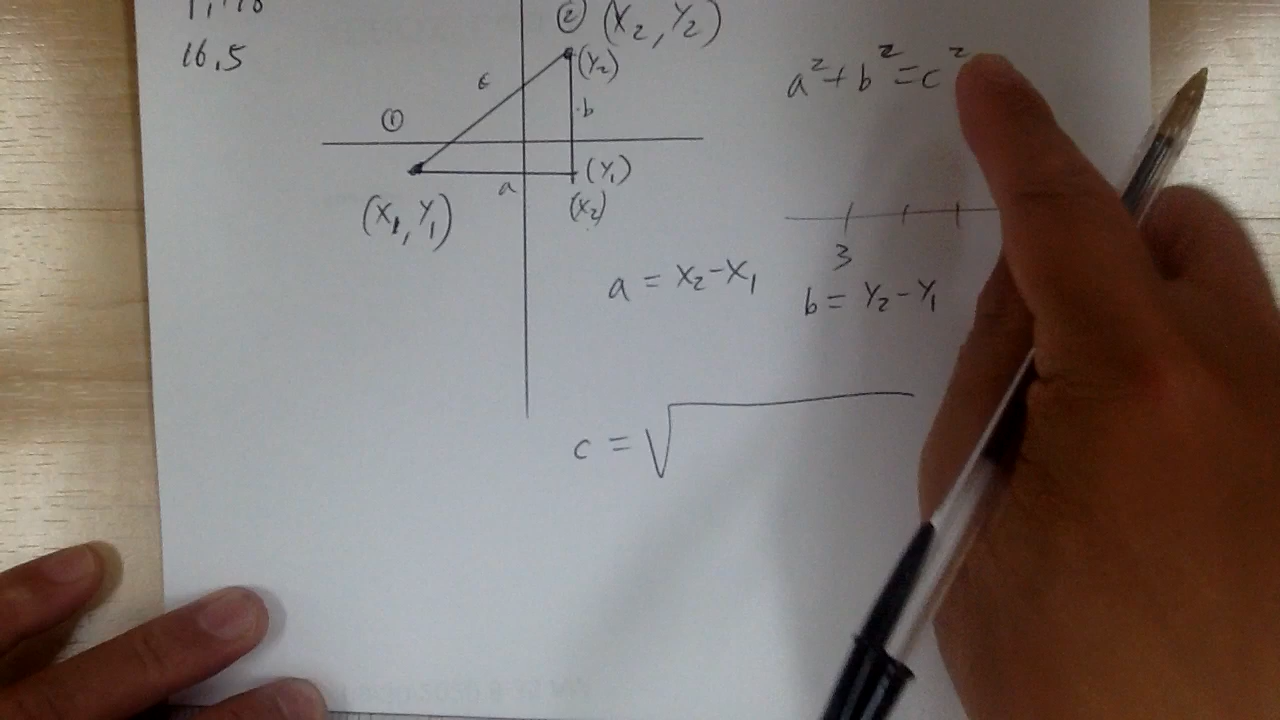 16.5
② (X₂, Y₂)
(Y₂)
a² + b² = c²
c
b
①
(Y₁)
a
(X₂)
(X₁, Y₁)
3
a = X₂ - X₁
b = Y₂ - Y₁
c = √